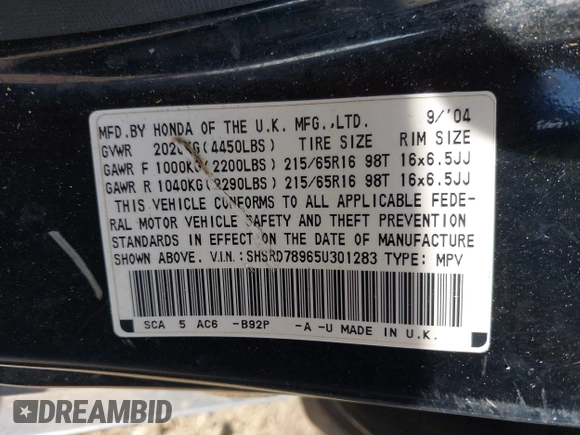 MFD.BY HONDA OF THE U.K. MFG.,LTD. 9/'04
GVWR 2020KG(4450LBS) TIRE SIZE RIM SIZE
GAWR F 1000KG(2200LBS) 215/65R16 98T 16x6.5JJ
GAWR R 1040KG(2290LBS) 215/65R16 98T 16x6.5JJ
THIS VEHICLE CONFORMS TO ALL APPLICABLE FEDE-
RAL MOTOR VEHICLE SAFETY AND THEFT PREVENTION
STANDARDS IN EFFECT ON THE DATE OF MANUFACTURE
SHOWN ABOVE. V.I.N.:SHSRD78965U301283 TYPE: MPV
SCA 5 AC6 -B92P -A -U MADE IN U.K.
DREAMBID